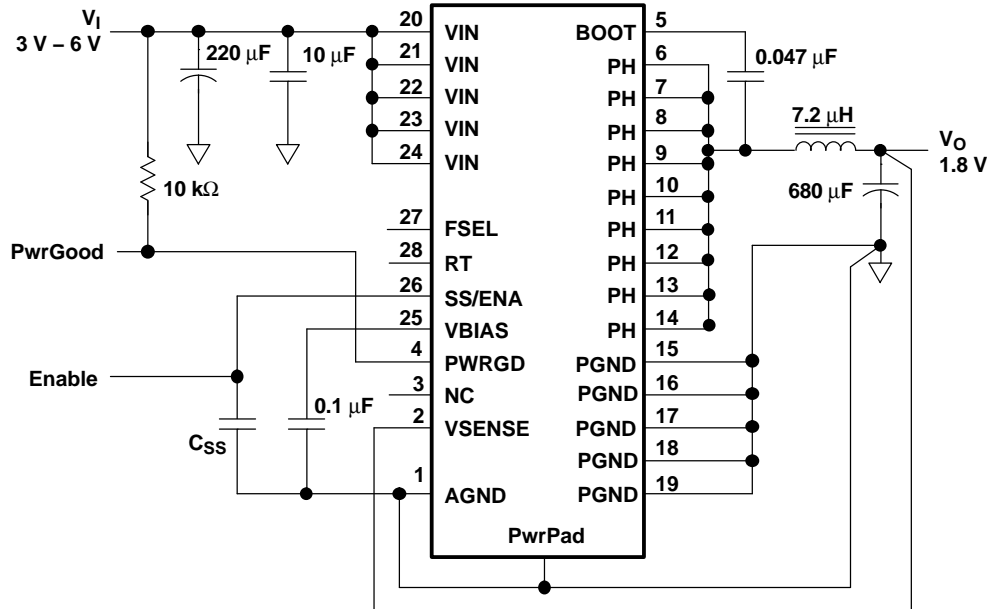 VI
3 V – 6 V
220 μF
10 μF
10 kΩ
PwrGood
Enable
CSS
0.1 μF
20 VIN
21 VIN
22 VIN
23 VIN
24 VIN
27 FSEL
28 RT
26 SS/ENA
25 VBIAS
4 PWRGD
3 NC
2 VSENSE
1 AGND
BOOT 5
PH 6
PH 7
PH 8
PH 9
PH 10
PH 11
PH 12
PH 13
PH 14
PGND 15
PGND 16
PGND 17
PGND 18
PGND 19
PwrPad
0.047 μF
7.2 μH
VO
1.8 V
680 μF